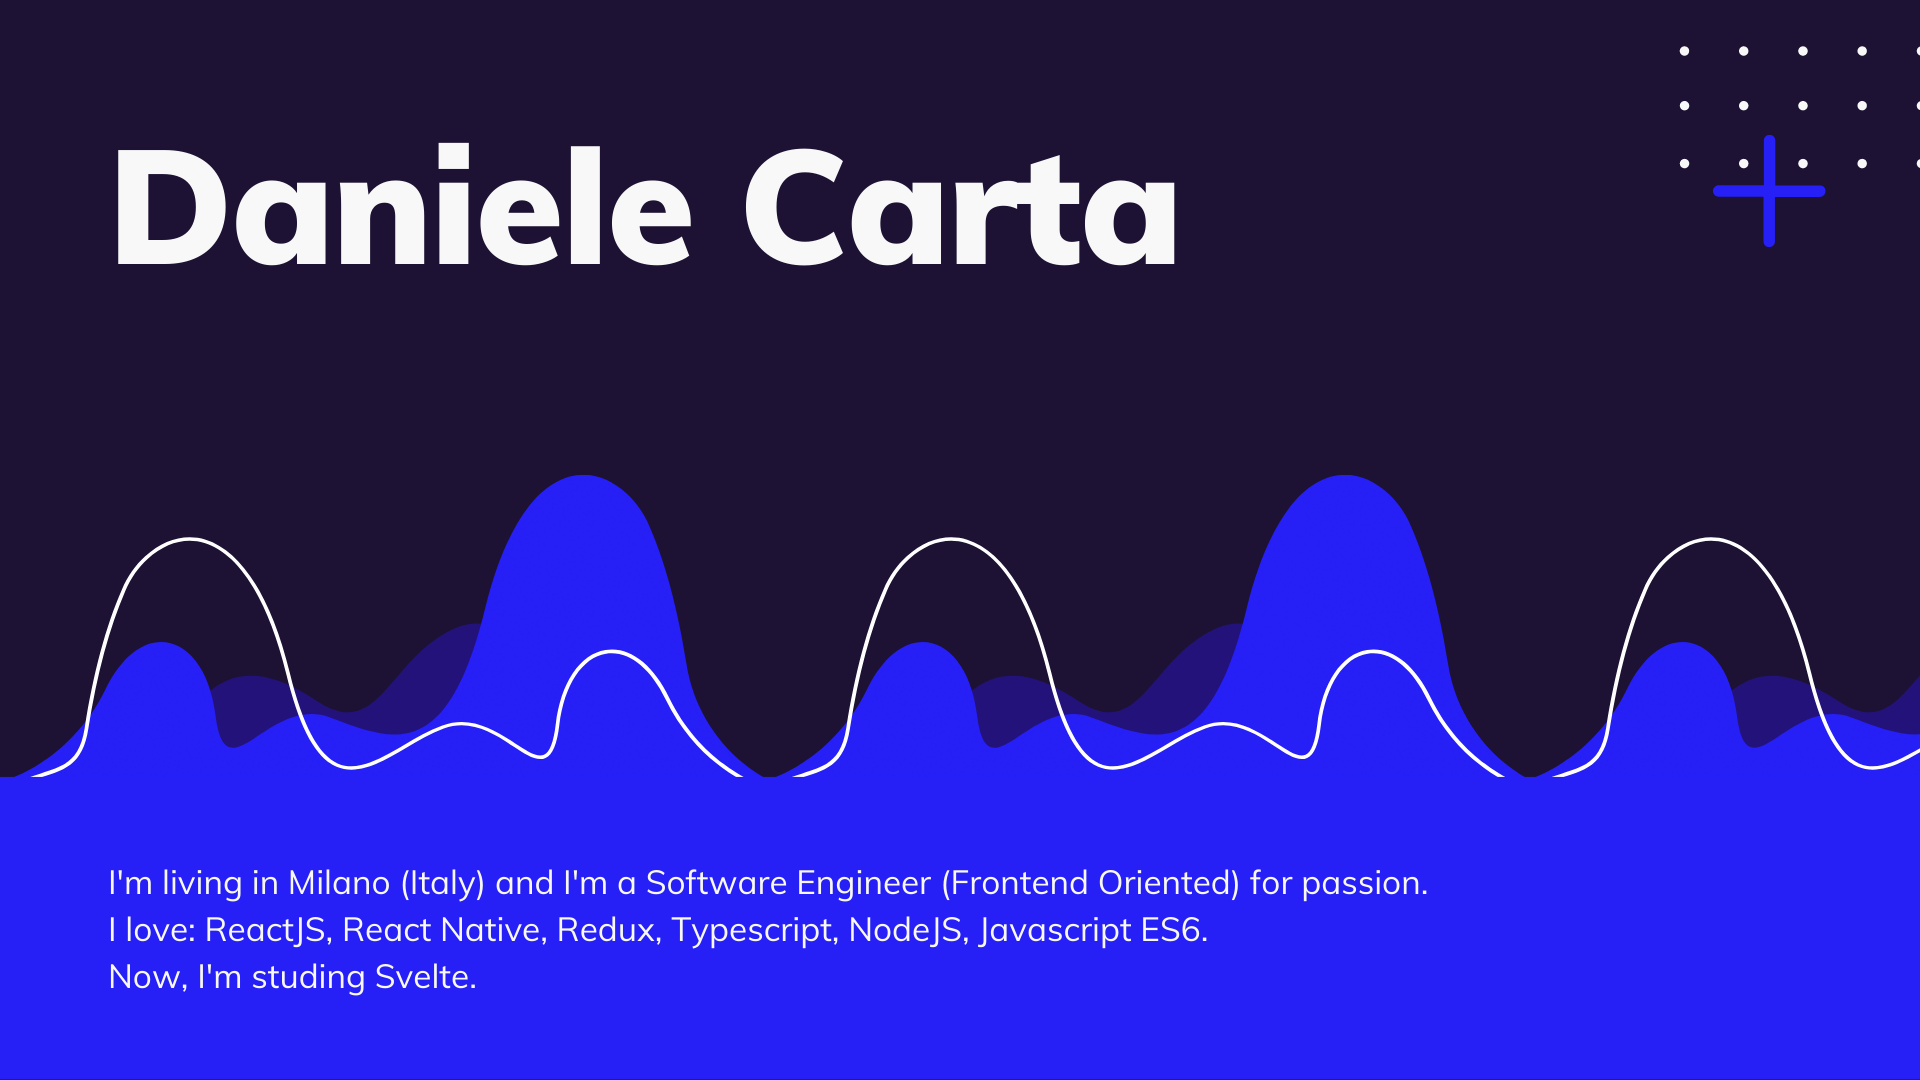 Daniele Carta
I'm living in Milano (Italy) and I'm a Software Engineer (Frontend Oriented) for passion.
I love: ReactJS, React Native, Redux, Typescript, NodeJS, Javascript ES6.
Now, I'm studing Svelte.